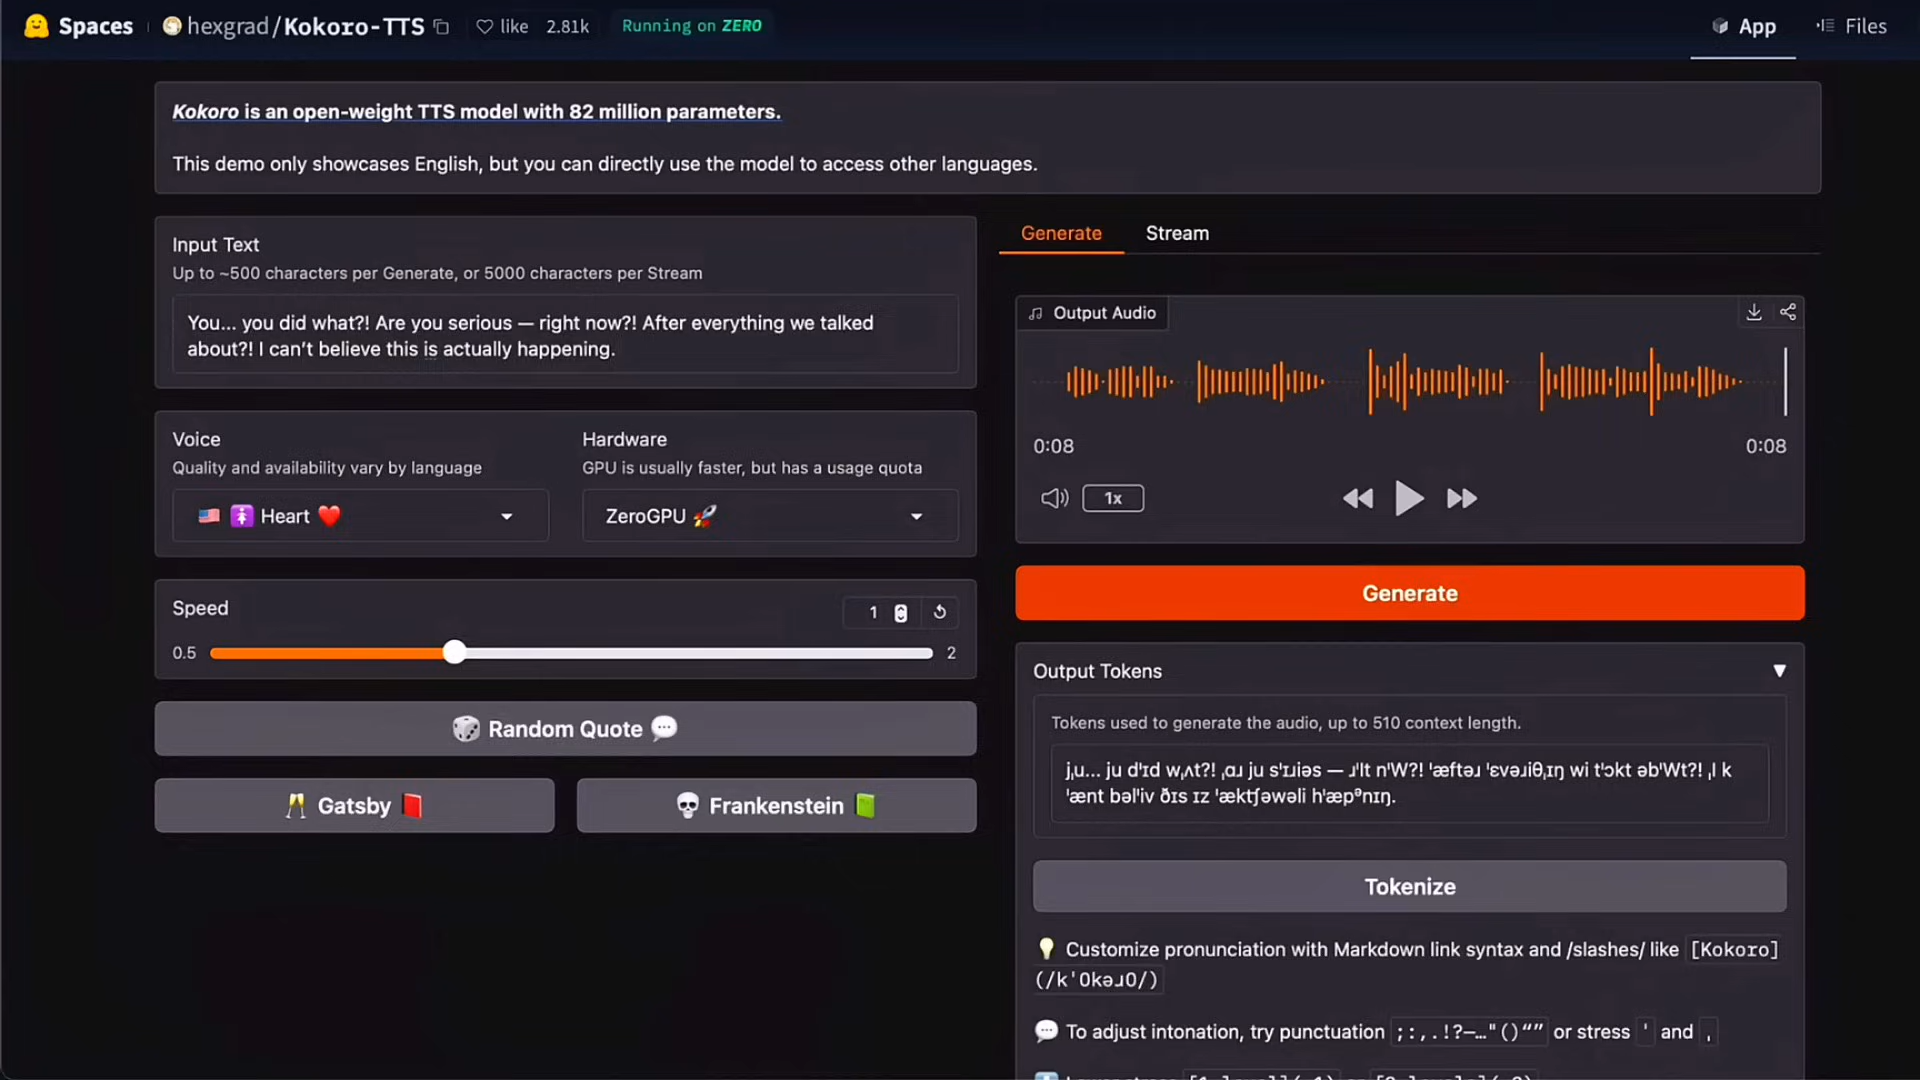 Spaces
hexgrad/Kokoro-TTS
like 2.81k
Running on ZERO
App
Files
Kokoro is an open-weight TTS model with 82 million parameters.
This demo only showcases English, but you can directly use the model to access other languages.
Input Text
Up to ~500 characters per Generate, or 5000 characters per Stream
You... you did what?! Are you serious — right now?! After everything we talked
about?! I can’t believe this is actually happening.
Voice
Quality and availability vary by language
🇺🇸 🚺 Heart ❤️
Hardware
GPU is usually faster, but has a usage quota
ZeroGPU 🚀
Speed
1
0.5
2
🎲 Random Quote 💬
🥂 Gatsby 📕
💀 Frankenstein 📗
Generate
Stream
Output Audio
0:08
0:08
1x
Generate
Output Tokens
Tokens used to generate the audio, up to 510 context length.
jˌu... ju dˈɪd wˌʌt?! ˌɑɹ ju sˈɪɹiəs — ɹˈIt nˈW?! ˈæftəɹ ˈɛvəɹiθˌɪŋ wi tˈɔkt əbˈWt?! ˌI k
ˈænt bəlˈiv ðɪs ɪz ˈækʧəwəli hˈæpᵊnɪŋ.
Tokenize
💡 Customize pronunciation with Markdown link syntax and /slashes/ like [Kokoro]
(/kˈOkəɹO/)
💬 To adjust intonation, try punctuation ;:,.!?—…"()“” or stress ˈ and ˌ